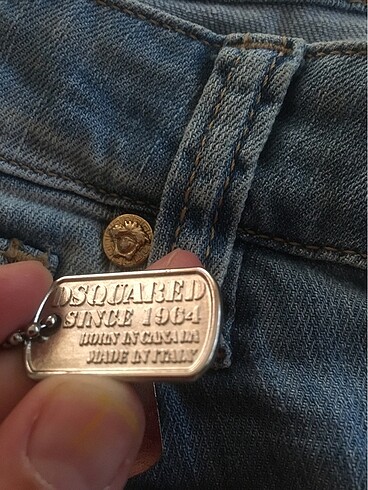 DSQUARED
SINCE 1964
BORN IN CANADA
MADE IN ITALY